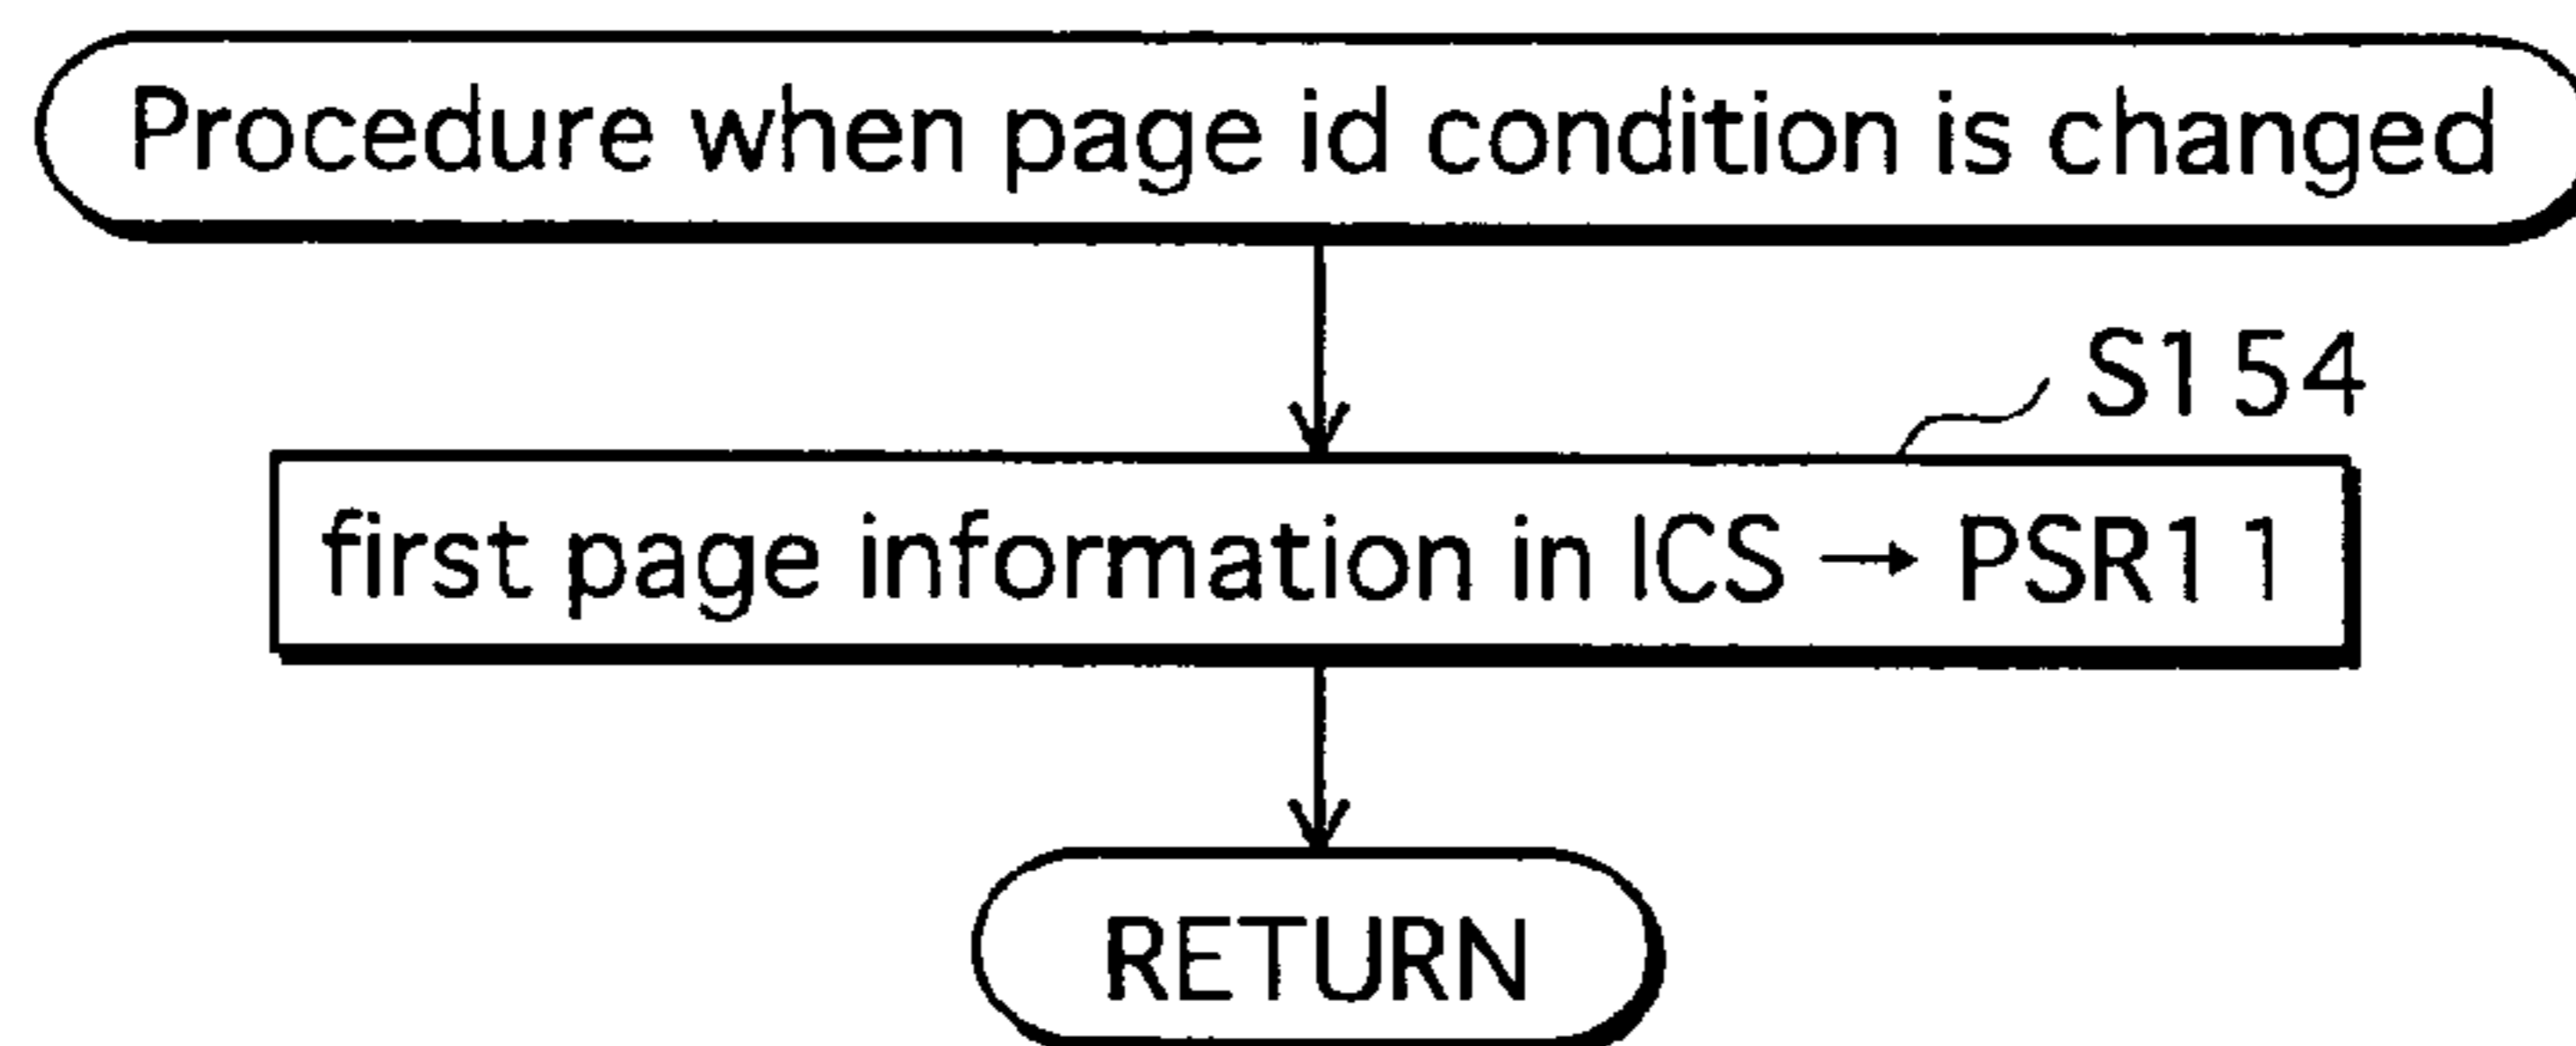 Procedure when page id condition is changed
S154
first page information in ICS → PSR11
RETURN